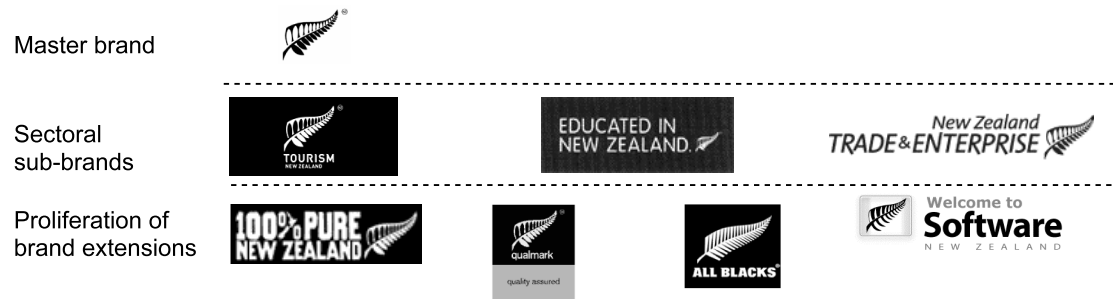 Master brand
Sectoral
sub-brands
TOURISM
NEW ZEALAND
EDUCATED IN
NEW ZEALAND.
New Zealand
TRADE & ENTERPRISE
Proliferation of
brand extensions
100% PURE
NEW ZEALAND
qualmark
quality assured
ALL BLACKS
Welcome to
Software
NEW ZEALAND